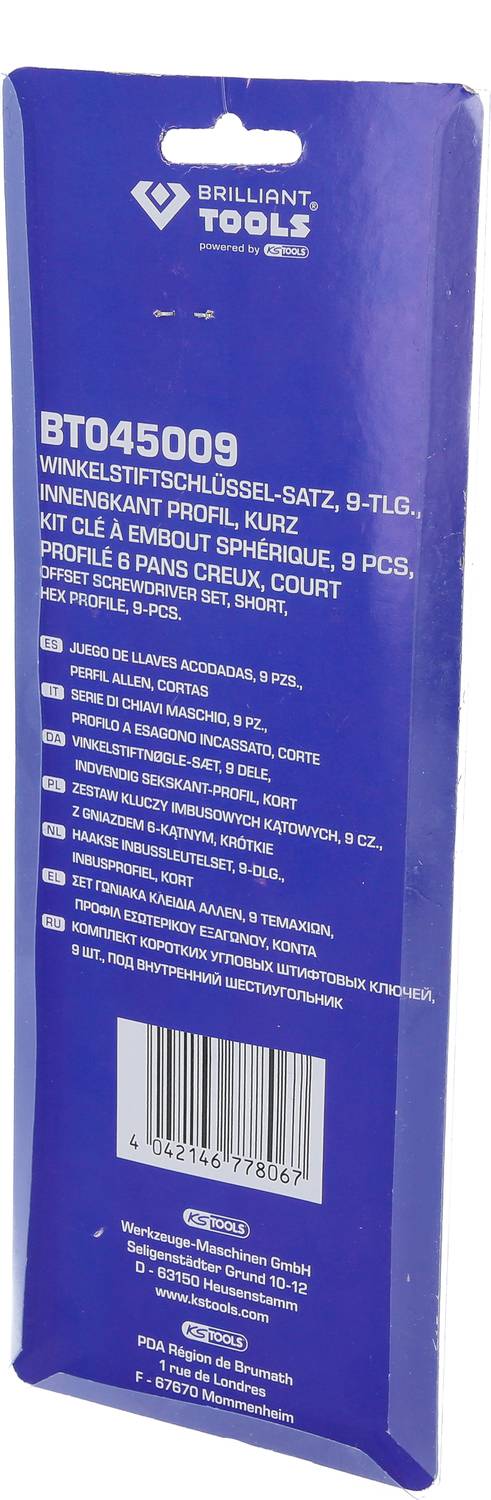 BRILLIANT
TOOLS®
powered by KS TOOLS
BT045009
WINKELSTIFTSCHLÜSSEL-SATZ, 9-TLG.,
INNEN6KANT PROFIL, KURZ
KIT CLÉ À EMBOUT SPHÉRIQUE, 9 PCS,
PROFILÉ 6 PANS CREUX, COURT
OFFSET SCREWDRIVER SET, SHORT,
HEX PROFILE, 9-PCS.
ES JUEGO DE LLAVES ACODADAS, 9 PZS.,
PERFIL ALLEN, CORTAS
IT SERIE DI CHIAVI MASCHIO, 9 PZ.,
PROFILO A ESAGONO INCASSATO, CORTE
DA VINKELSTIFTNØGLE-SÆT, 9 DELE,
INDVENDIG SEKSKANT-PROFIL, KORT
PL ZESTAW KLUCZY IMBUSOWYCH KĄTOWYCH, 9 CZ.,
Z GNIAZDEM 6-KĄTNYM, KRÓTKIE
NL HAAKSE INBUSSLEUTELSET, 9-DLG.,
INBUSPROFIEL, KORT
EL ΣΕΤ ΓΩΝΙΑΚΑ ΚΛΕΙΔΙΑ ΑΛΛΕΝ, 9 ΤΕΜΑΧΙΩΝ,
ΠΡΟΦΙΛ ΕΣΩΤΕΡΙΚΟΥ ΕΞΑΓΩΝΟΥ, ΚΟΝΤΑ
RU КОМПЛЕКТ КОРОТКИХ УГЛОВЫХ ШТИФТОВЫХ КЛЮЧЕЙ,
9 ШТ., ПОД ВНУТРЕННИЙ ШЕСТИУГОЛЬНИК
4 042146 778067
KS TOOLS
Werkzeuge-Maschinen GmbH
Seligenstädter Grund 10-12
D - 63150 Heusenstamm
www.kstools.com
KS TOOLS
PDA Région de Brumath
1 rue de Londres
F - 67670 Mommenheim